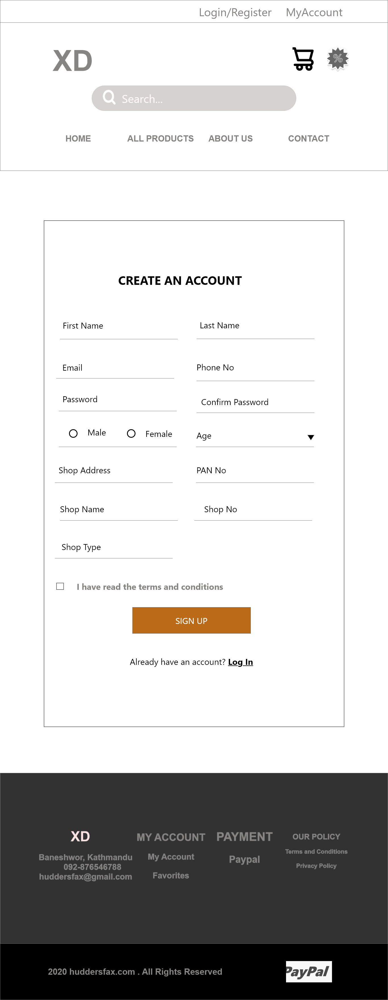 Login/Register MyAccount
XD
%
Search...
HOME ALL PRODUCTS ABOUT US CONTACT
CREATE AN ACCOUNT
First Name Last Name
Email Phone No
Password Confirm Password
Male Female Age
Shop Address PAN No
Shop Name Shop No
Shop Type
I have read the terms and conditions
SIGN UP
Already have an account? Log In
XD
Baneshwor, Kathmandu
092-876546788
huddersfax@gmail.com
MY ACCOUNT
My Account
Favorites
PAYMENT
Paypal
OUR POLICY
Terms and Conditions
Privacy Policy
2020 huddersfax.com . All Rights Reserved
PayPal